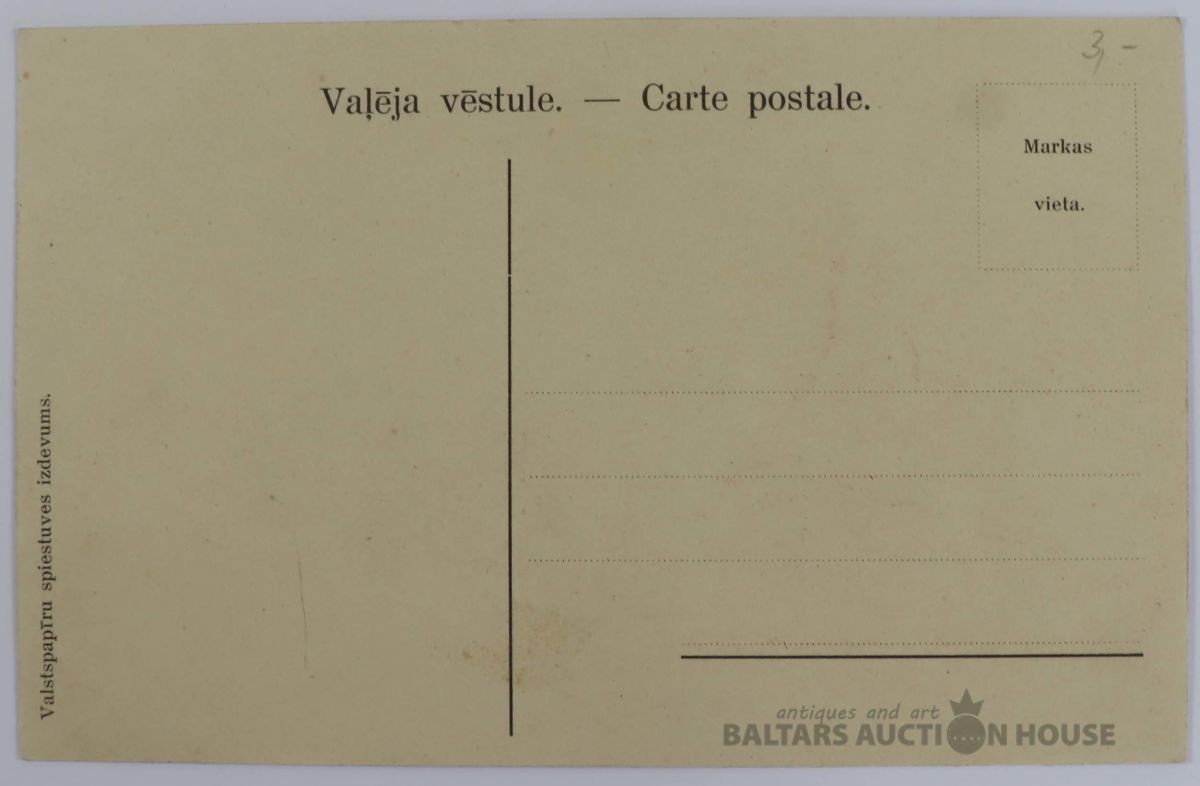 3,-
Vaļēja vēstule. — Carte postale.
Markas
vieta.
Valstspapīru spiestuves izdevums.
antiques and art
BALTARS AUCTION HOUSE